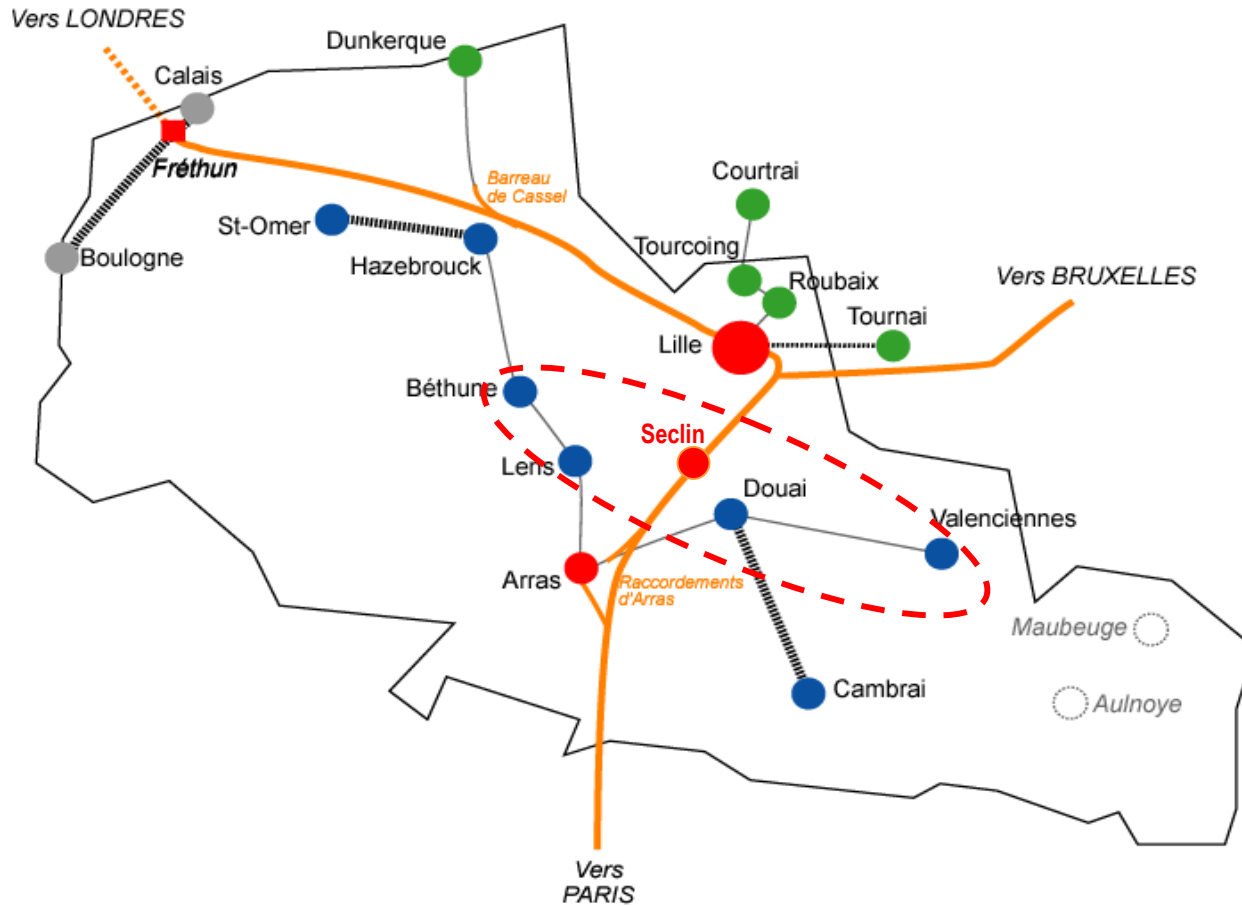 Vers LONDRES
Dunkerque
Calais
Fréthun
Barreau
de Cassel
Courtrai
St-Omer
Tourcoing
Boulogne
Hazebrouck
Roubaix
Vers BRUXELLES
Tournai
Lille
Béthune
Seclin
Lens
Douai
Valenciennes
Arras
Raccordements
d'Arras
Maubeuge
Cambrai
Aulnoye
Vers
PARIS